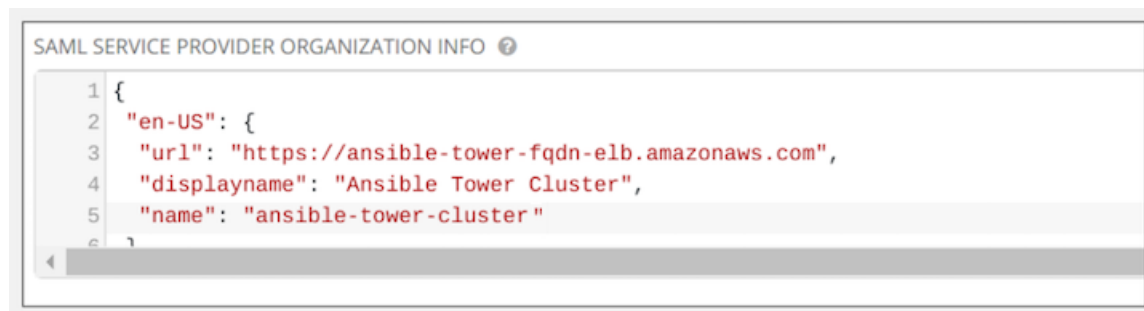 SAML SERVICE PROVIDER ORGANIZATION INFO ?
1 {
2 "en-US": {
3 "url": "https://ansible-tower-fqdn-elb.amazonaws.com",
4 "displayname": "Ansible Tower Cluster",
5 "name": "ansible-tower-cluster"
6 }